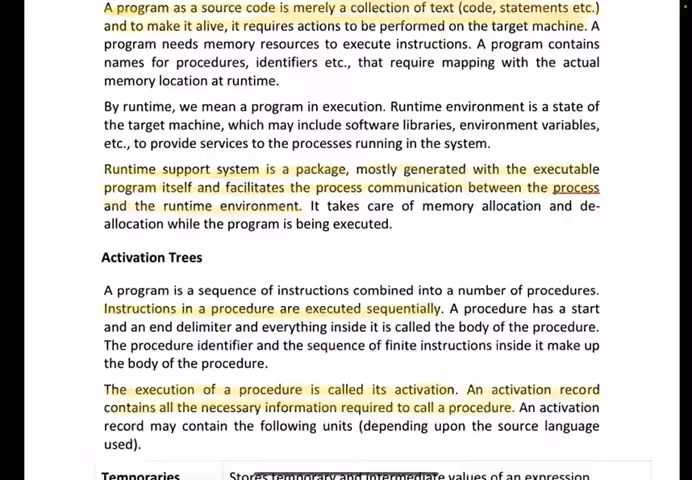 A program as a source code is merely a collection of text (code, statements etc.)
and to make it alive, it requires actions to be performed on the target machine. A
program needs memory resources to execute instructions. A program contains
names for procedures, identifiers etc., that require mapping with the actual
memory location at runtime.
By runtime, we mean a program in execution. Runtime environment is a state of
the target machine, which may include software libraries, environment variables,
etc., to provide services to the processes running in the system.
Runtime support system is a package, mostly generated with the executable
program itself and facilitates the process communication between the process
and the runtime environment. It takes care of memory allocation and de-
allocation while the program is being executed.
Activation Trees
A program is a sequence of instructions combined into a number of procedures.
Instructions in a procedure are executed sequentially. A procedure has a start
and an end delimiter and everything inside it is called the body of the procedure.
The procedure identifier and the sequence of finite instructions inside it make up
the body of the procedure.
The execution of a procedure is called its activation. An activation record
contains all the necessary information required to call a procedure. An activation
record may contain the following units (depending upon the source language
used).
Temporaries Stores temporary and intermediate values of an expression.